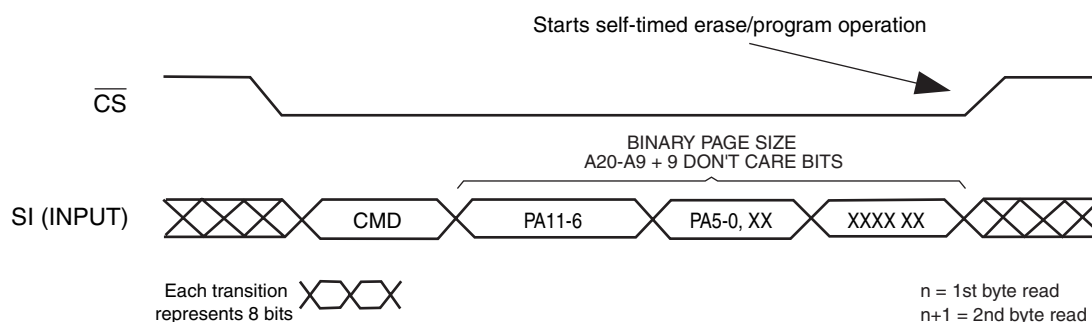 Starts self-timed erase/program operation
CS
BINARY PAGE SIZE
A20-A9 + 9 DON'T CARE BITS
SI (INPUT)
CMD
PA11-6
PA5-0, XX
XXXX XX
Each transition
represents 8 bits
n = 1st byte read
n+1 = 2nd byte read